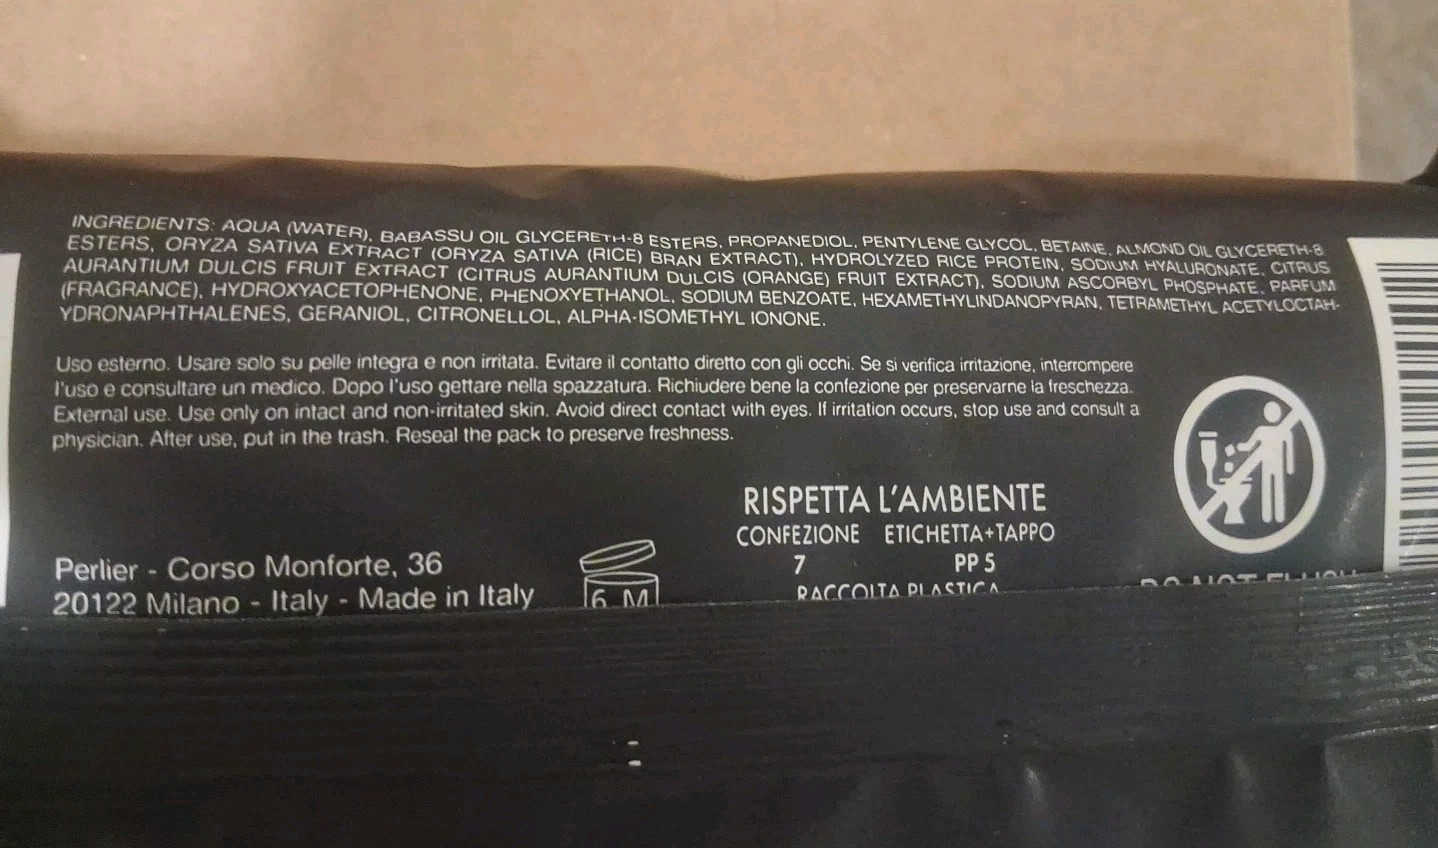 INGREDIENTS: AQUA (WATER), BABASSU OIL GLYCERETH-8 ESTERS, PROPANEDIOL, PENTYLENE GLYCOL, BETAINE, ALMOND OIL GLYCERETH-8
ESTERS, ORYZA SATIVA EXTRACT (ORYZA SATIVA (RICE) BRAN EXTRACT), HYDROLYZED RICE PROTEIN, SODIUM HYALURONATE, CITRUS
AURANTIUM DULCIS FRUIT EXTRACT (CITRUS AURANTIUM DULCIS (ORANGE) FRUIT EXTRACT), SODIUM ASCORBYL PHOSPHATE, PARFUM
(FRAGRANCE), HYDROXYACETOPHENONE, PHENOXYETHANOL, SODIUM BENZOATE, HEXAMETHYLINDANOPYRAN, TETRAMETHYL ACETYLOCTAH-
YDRONAPHTHALENES, GERANIOL, CITRONELLOL, ALPHA-ISOMETHYL IONONE.
Uso esterno. Usare solo su pelle integra e non irritata. Evitare il contatto diretto con gli occhi. Se si verifica irritazione, interrompere
l'uso e consultare un medico. Dopo l'uso gettare nella spazzatura. Richiudere bene la confezione per preservarne la freschezza.
External use. Use only on intact and non-irritated skin. Avoid direct contact with eyes. If irritation occurs, stop use and consult a
physician. After use, put in the trash. Reseal the pack to preserve freshness.
Perlier - Corso Monforte, 36
20122 Milano - Italy - Made in Italy
6 M
RISPETTA L'AMBIENTE
CONFEZIONE ETICHETTA+TAPPO
7 PP 5
RACCOLTA PLASTICA
DO NOT FLUSH